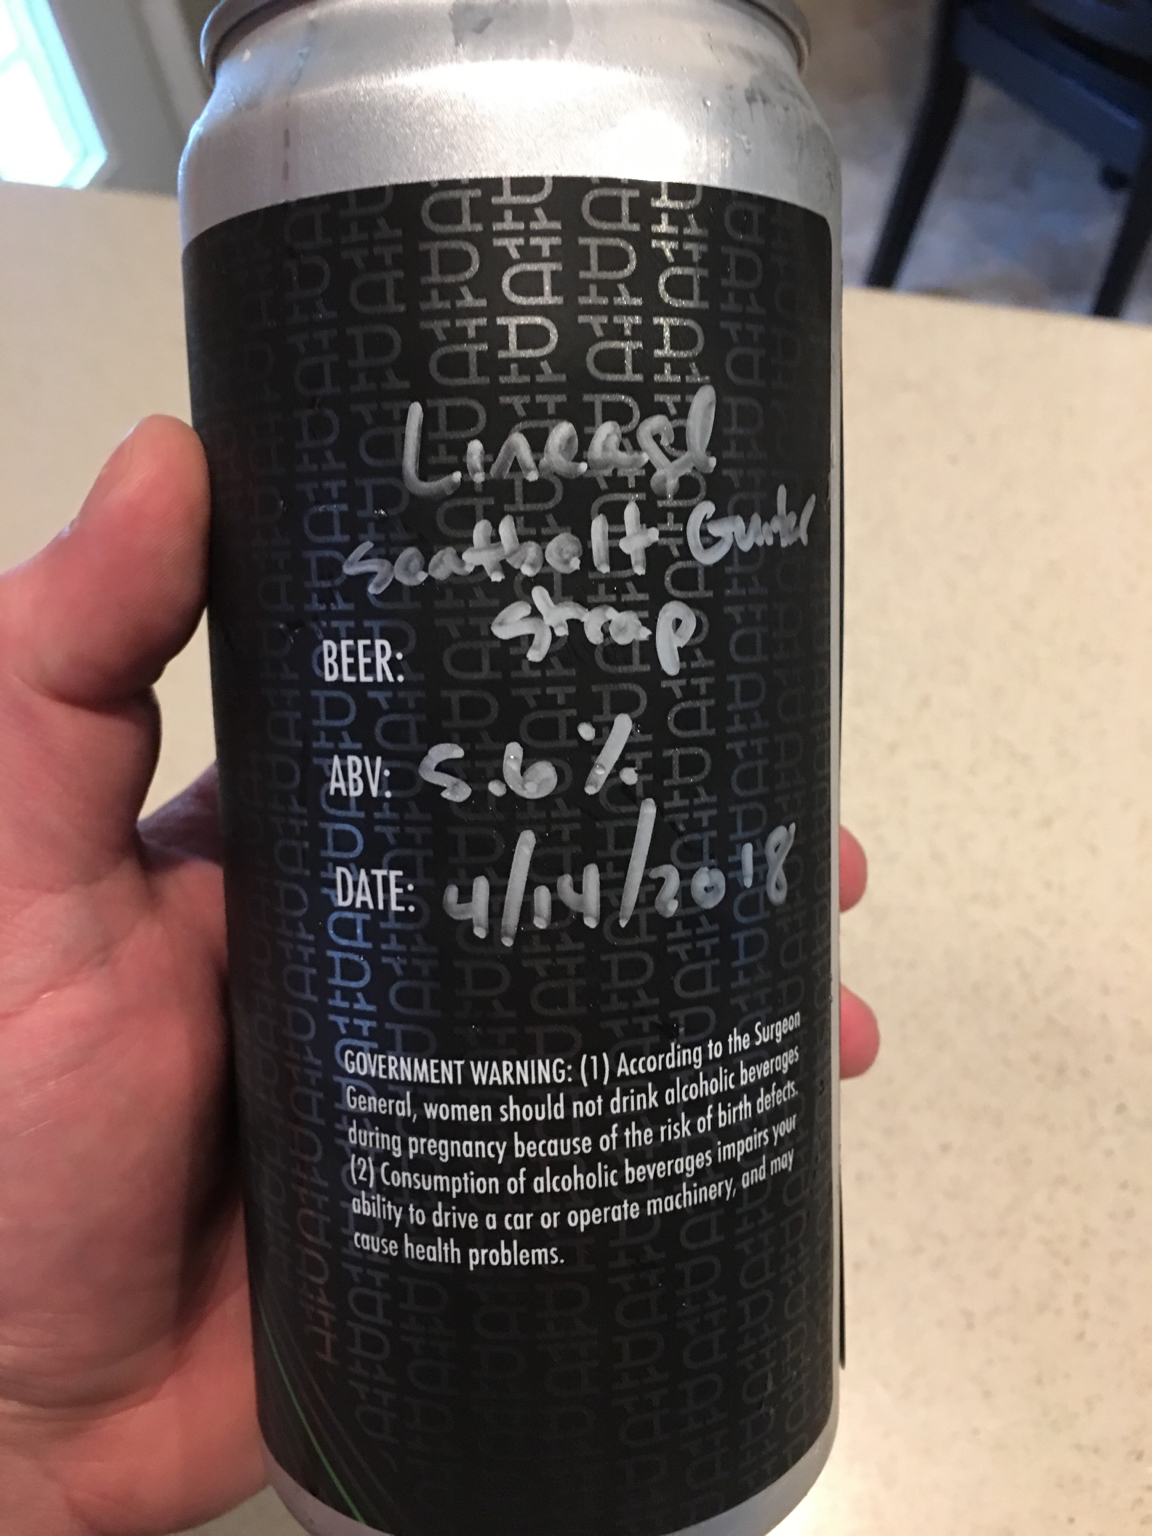 Lineage
seatbelt Guitar
strap
BEER:
ABV: 5.6%
DATE: 4/14/2018
GOVERNMENT WARNING: (1) According to the Surgeon
General, women should not drink alcoholic beverages
during pregnancy because of the risk of birth defects.
(2) Consumption of alcoholic beverages impairs your
ability to drive a car or operate machinery, and may
cause health problems.